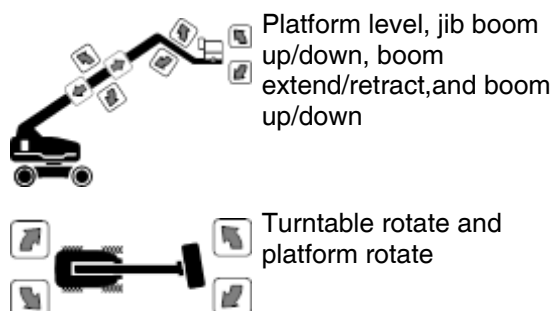 Platform level, jib boom
up/down, boom
extend/retract,and boom
up/down
Turntable rotate and
platform rotate